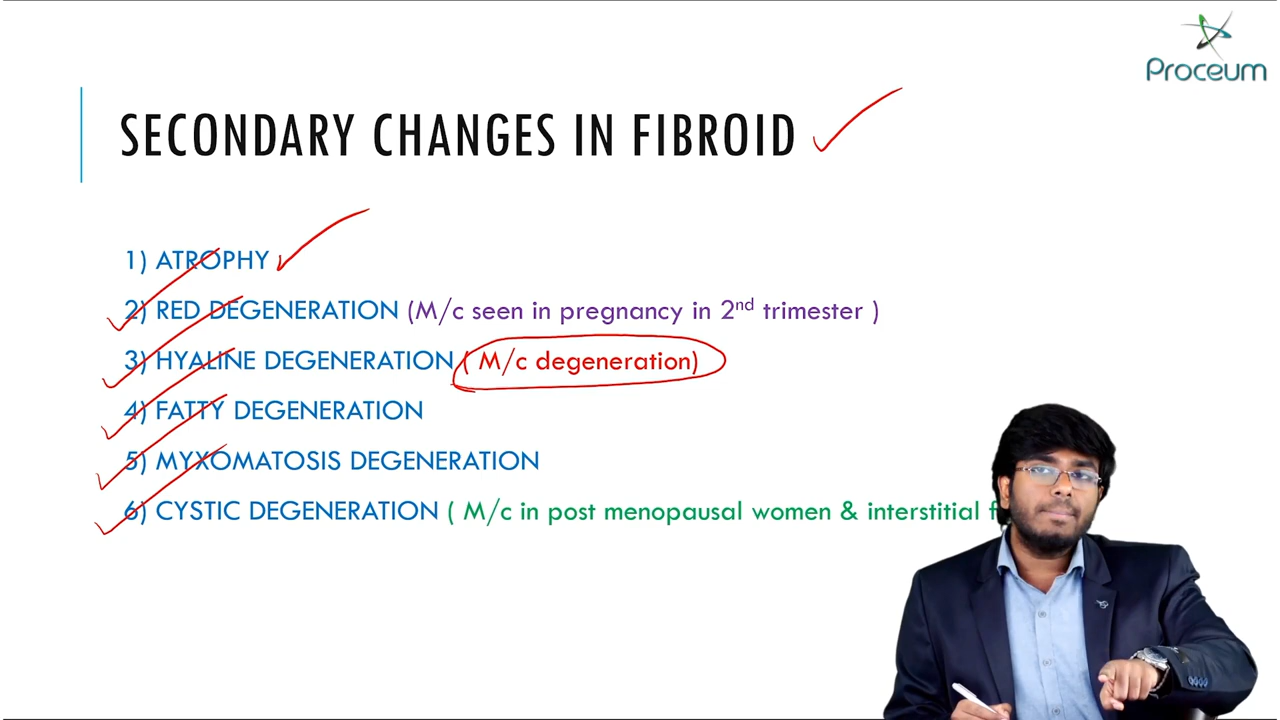 Proceum
SECONDARY CHANGES IN FIBROID
1) ATROPHY
2) RED DEGENERATION (M/c seen in pregnancy in 2nd trimester )
3) HYALINE DEGENERATION ( M/c degeneration)
4) FATTY DEGENERATION
5) MYXOMATOSIS DEGENERATION
6) CYSTIC DEGENERATION ( M/c in post menopausal women & interstitial